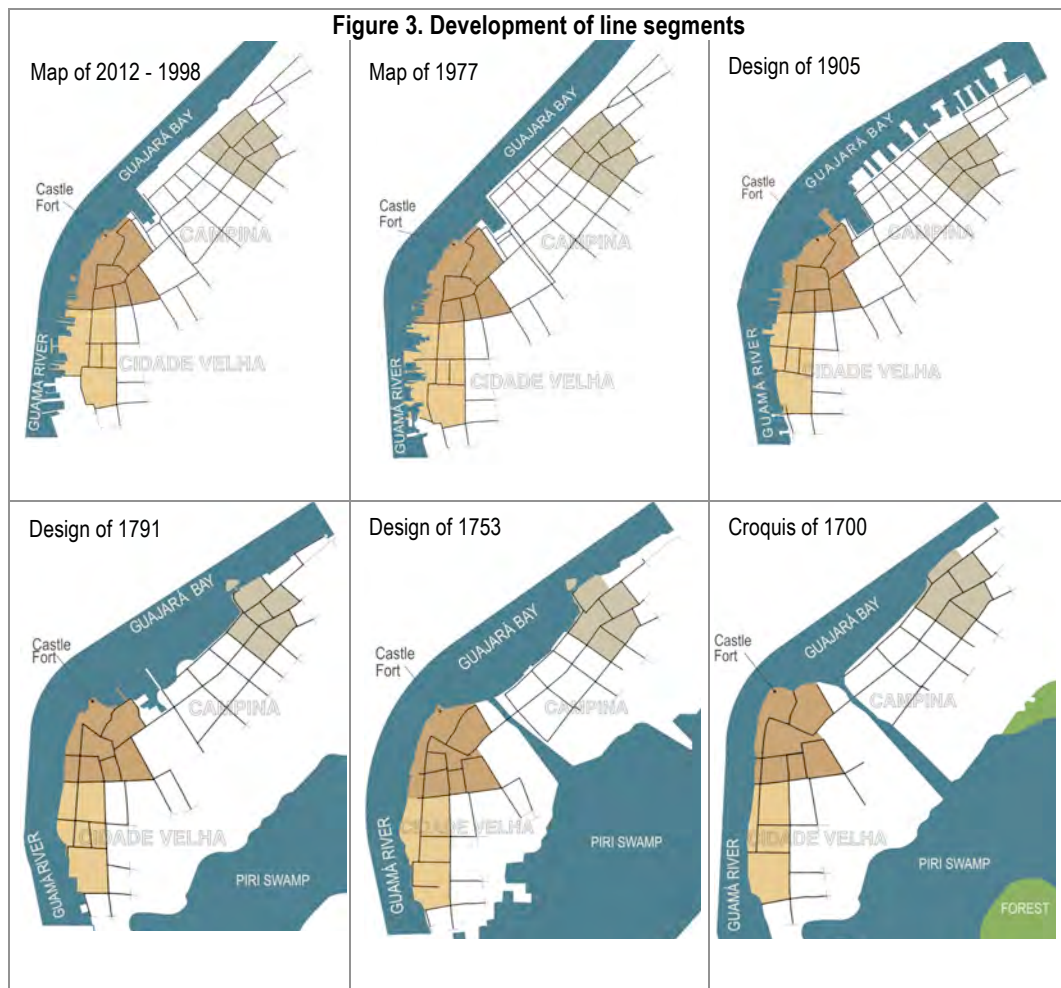 Figure 3. Development of line segments
Map of 2012 - 1998
GUAJARÁ BAY
Castle
Fort
CAMPINA
CIDADE VELHA
GUAMÁ RIVER
Map of 1977
GUAJARÁ BAY
Castle
Fort
CAMPINA
CIDADE VELHA
GUAMÁ RIVER
Design of 1905
GUAJARÁ BAY
Castle
Fort
CAMPINA
CIDADE VELHA
GUAMÁ RIVER
Design of 1791
GUAJARÁ BAY
Castle
Fort
CAMPINA
CIDADE VELHA
GUAMÁ RIVER
PIRI SWAMP
Design of 1753
GUAJARÁ BAY
Castle
Fort
CAMPINA
CIDADE VELHA
GUAMÁ RIVER
PIRI SWAMP
Croquis of 1700
GUAJARÁ BAY
Castle
Fort
CAMPINA
CIDADE VELHA
GUAMÁ RIVER
PIRI SWAMP
FOREST